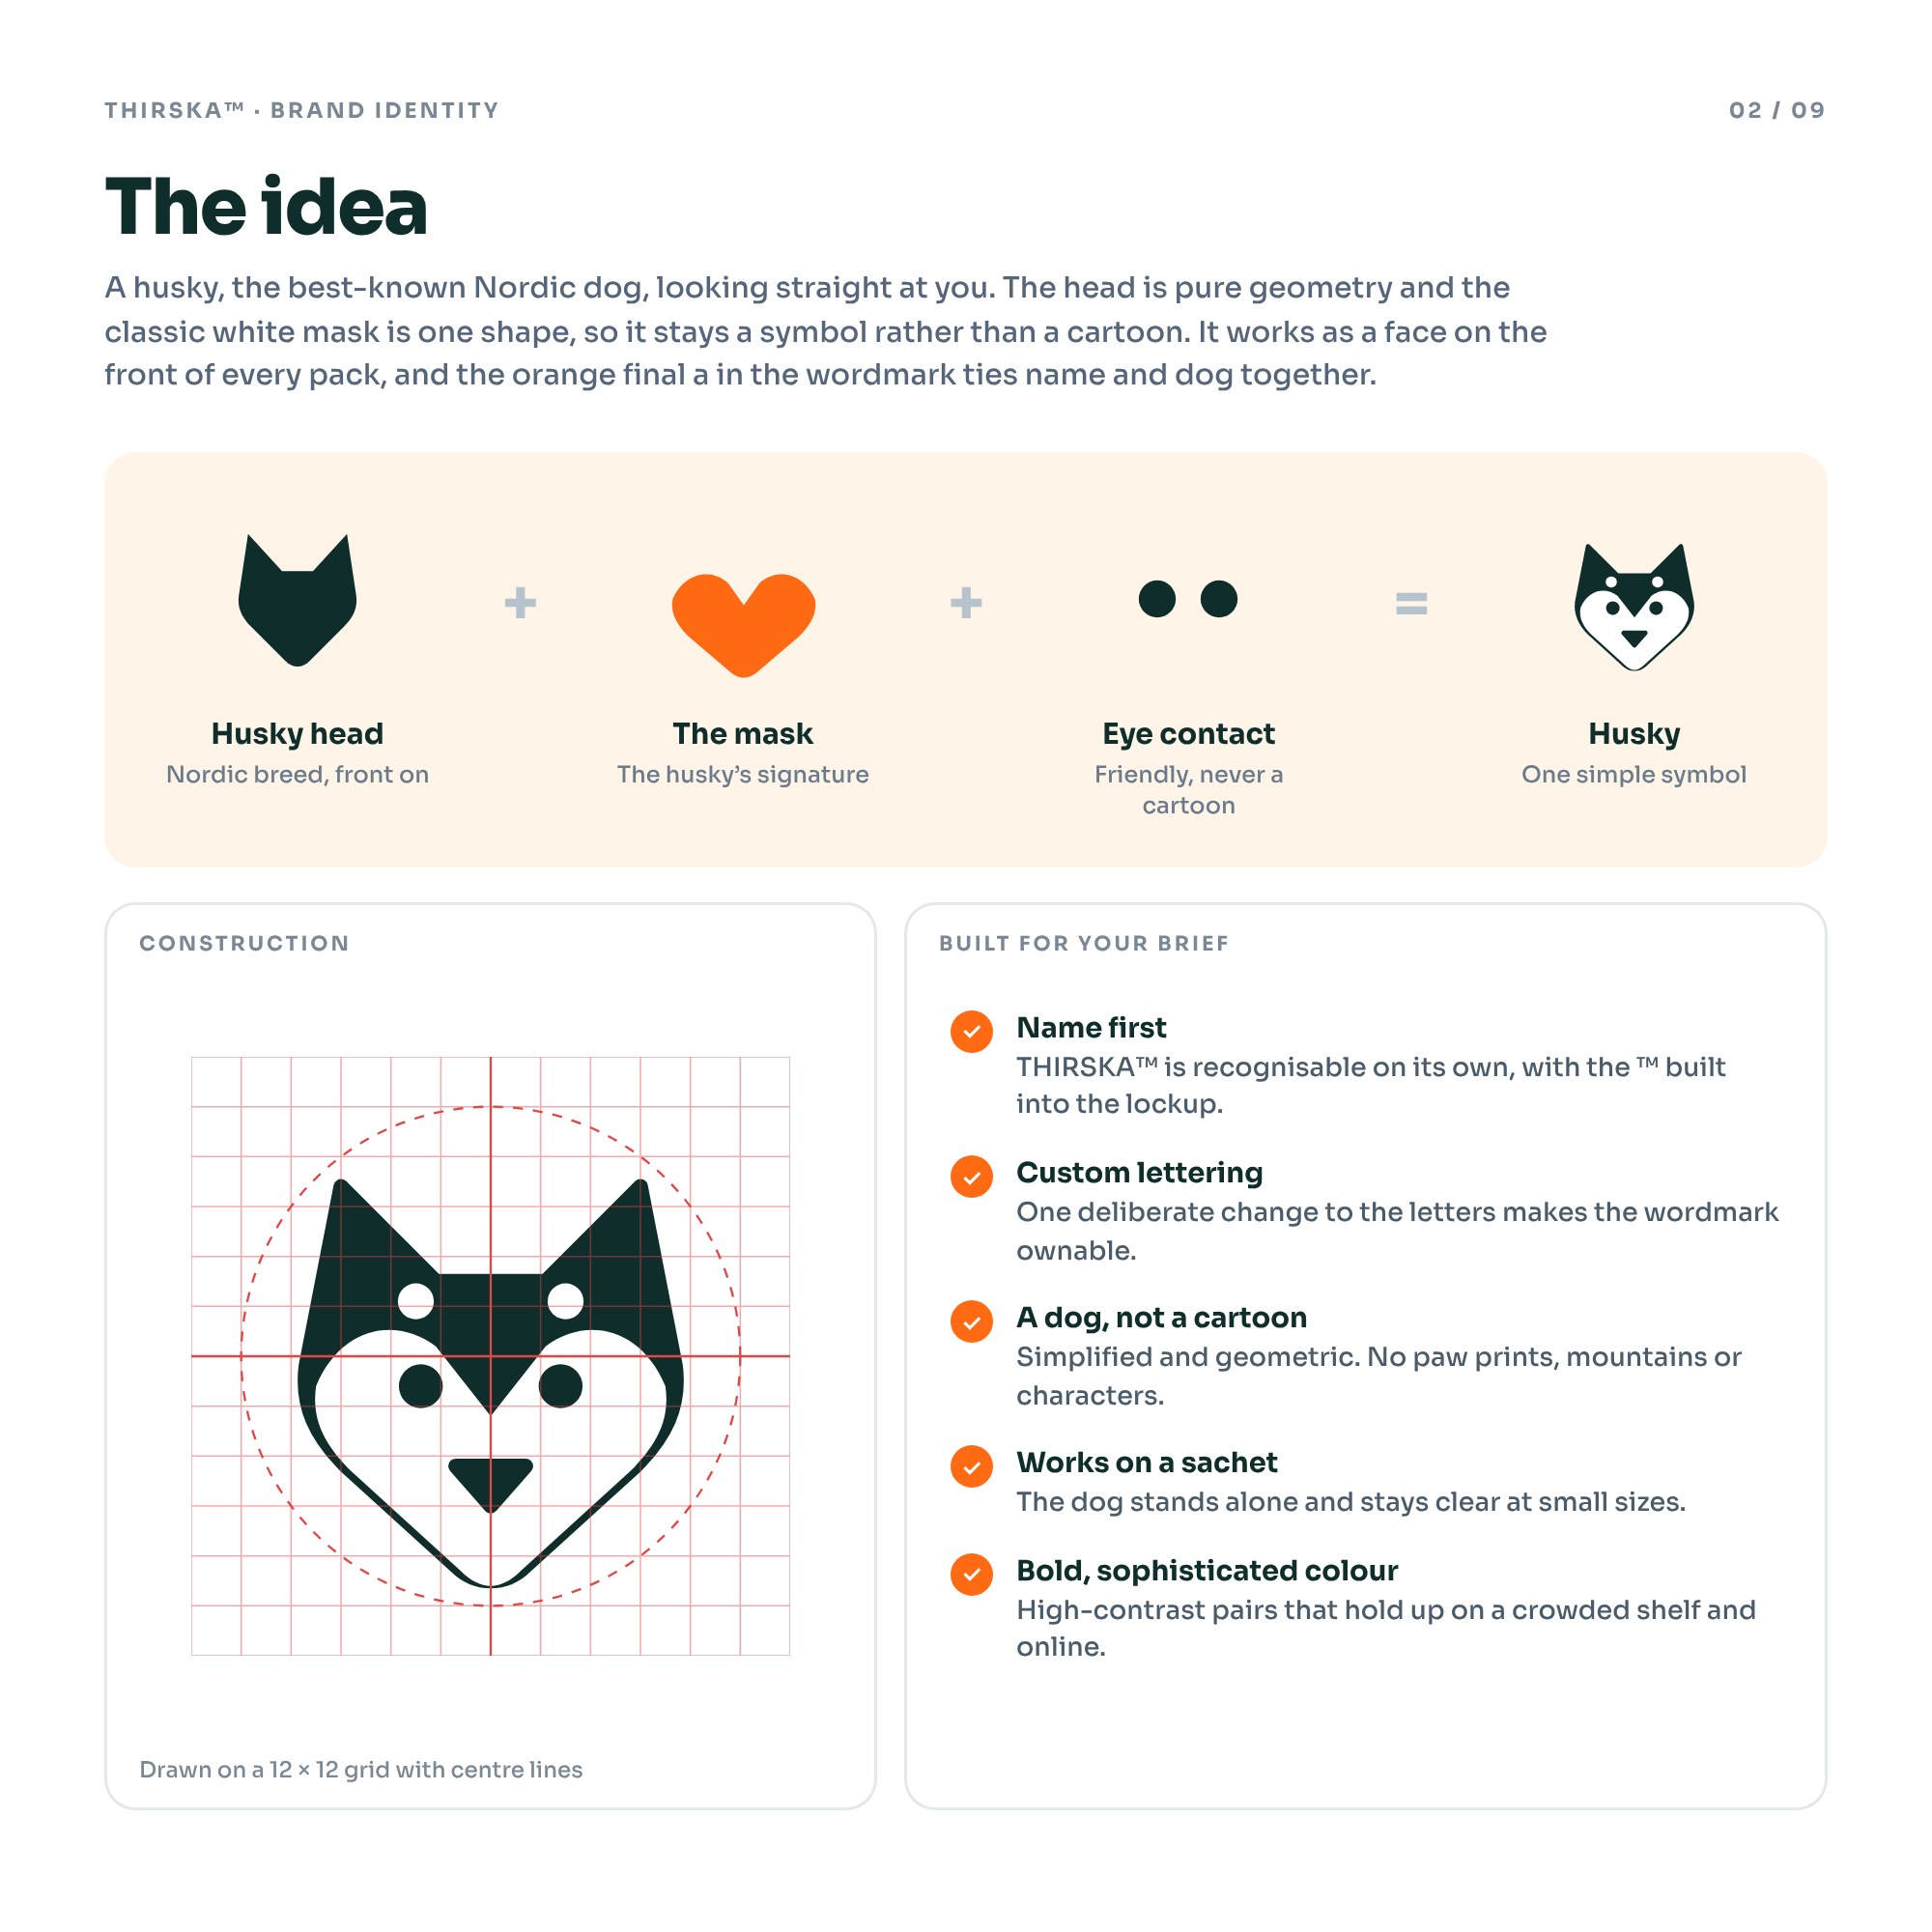 THIRSKA™ · BRAND IDENTITY
02 / 09
The idea
A husky, the best-known Nordic dog, looking straight at you. The head is pure geometry and the
classic white mask is one shape, so it stays a symbol rather than a cartoon. It works as a face on the
front of every pack, and the orange final a in the wordmark ties name and dog together.
+
+
=
Husky head
Nordic breed, front on
The mask
The husky’s signature
Eye contact
Friendly, never a
cartoon
Husky
One simple symbol
CONSTRUCTION
Drawn on a 12 × 12 grid with centre lines
BUILT FOR YOUR BRIEF
Name first
THIRSKA™ is recognisable on its own, with the ™ built
into the lockup.
Custom lettering
One deliberate change to the letters makes the wordmark
ownable.
A dog, not a cartoon
Simplified and geometric. No paw prints, mountains or
characters.
Works on a sachet
The dog stands alone and stays clear at small sizes.
Bold, sophisticated colour
High-contrast pairs that hold up on a crowded shelf and
online.